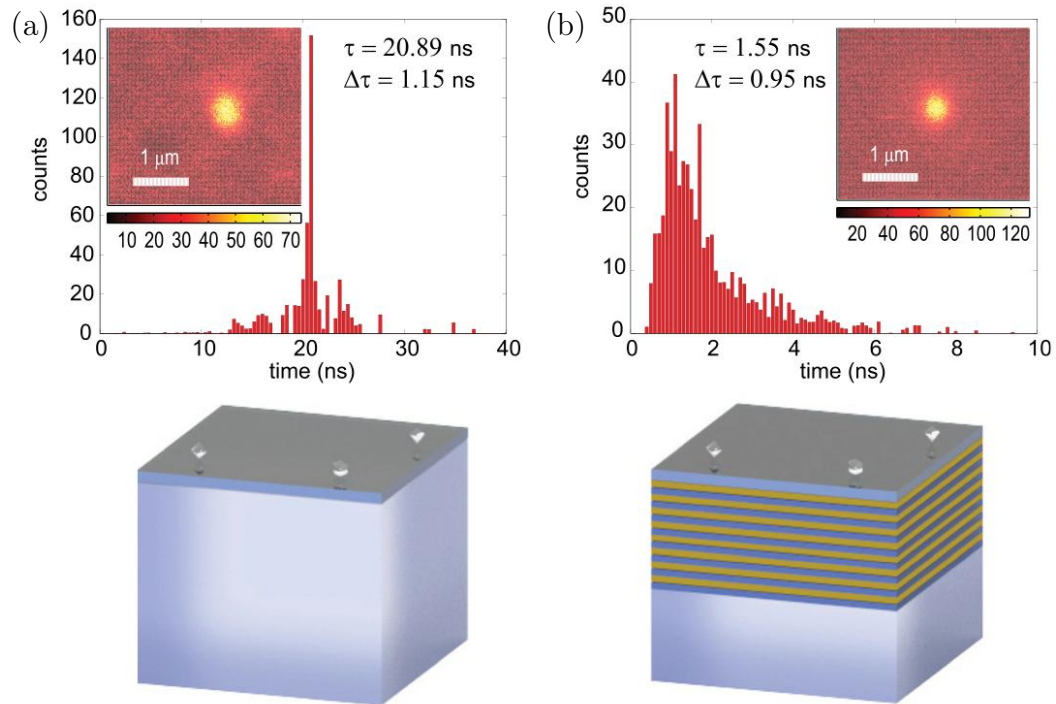 (a)
160
140
120
100
80
60
40
20
0
counts
τ = 20.89 ns
Δτ = 1.15 ns
1 μm
10 20 30 40 50 60 70
0 10 20 30 40
time (ns)
(b)
50
40
30
20
10
0
counts
τ = 1.55 ns
Δτ = 0.95 ns
1 μm
20 40 60 80 100 120
0 2 4 6 8 10
time (ns)